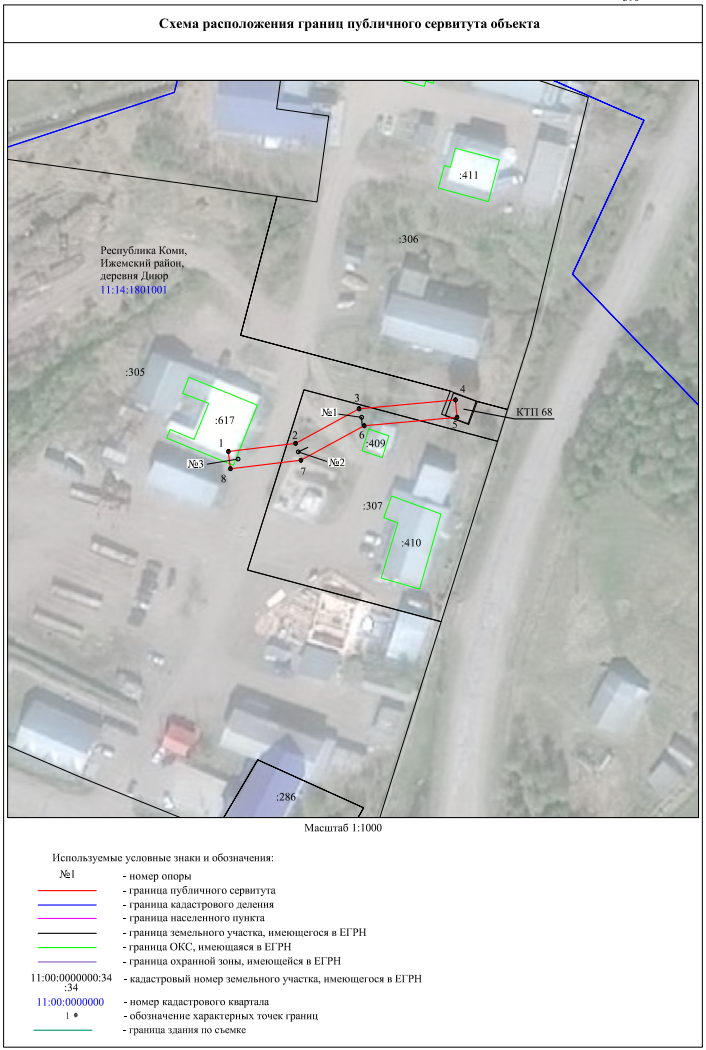 Схема расположения границ публичного сервитута объекта
:411
:306
Республика Коми,
Ижемский район,
деревня Диюр
11:14:1801001
:305
4
3
№1
КТП 68
:617
5
6
2
:409
1
№3
№2
7
8
:307
:410
:286
Масштаб 1:1000
Используемые условные знаки и обозначения:
№1 - номер опоры
- граница публичного сервитута
- граница кадастрового деления
- граница населенного пункта
- граница земельного участка, имеющегося в ЕГРН
- граница ОКС, имеющаяся в ЕГРН
- граница охранной зоны, имеющейся в ЕГРН
11:00:0000000:34 - кадастровый номер земельного участка, имеющегося в ЕГРН
:34
11:00:0000000 - номер кадастрового квартала
1 - обозначение характерных точек границ
- граница здания по съемке